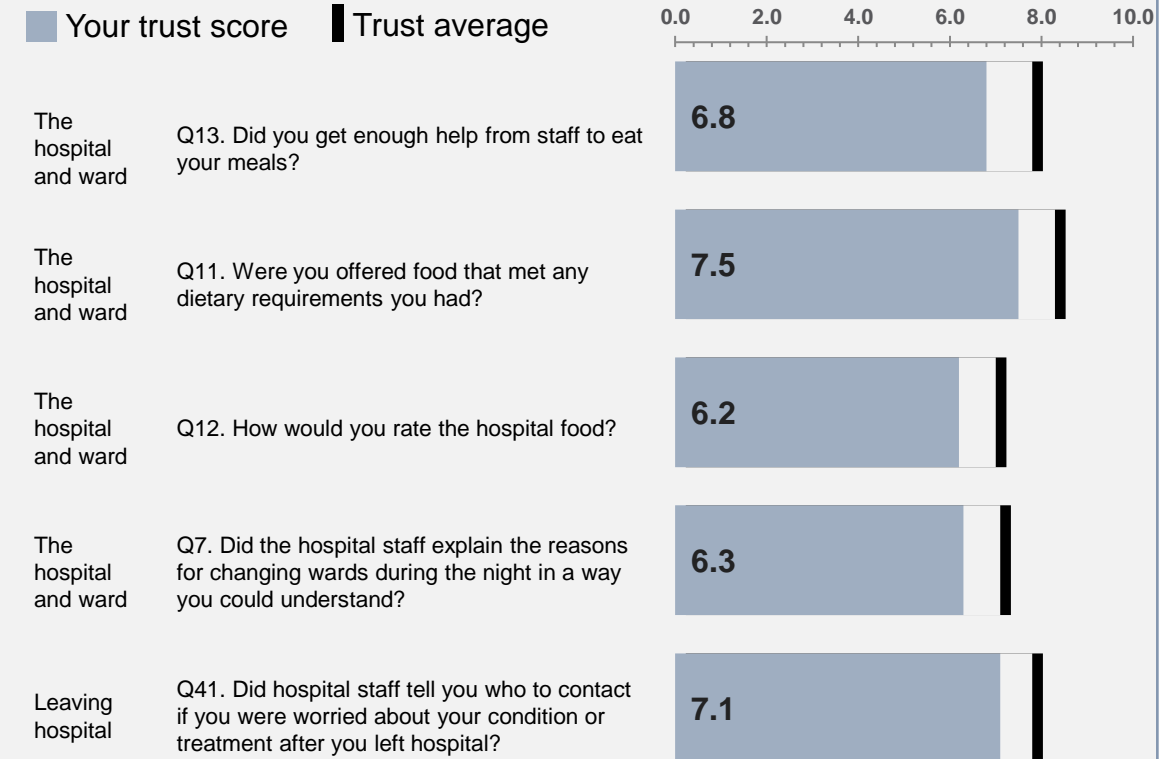 Your trust score Trust average
0.0 2.0 4.0 6.0 8.0 10.0
The
hospital
and ward
Q13. Did you get enough help from staff to eat
your meals?
6.8
The
hospital
and ward
Q11. Were you offered food that met any
dietary requirements you had?
7.5
The
hospital
and ward
Q12. How would you rate the hospital food?
6.2
The
hospital
and ward
Q7. Did the hospital staff explain the reasons
for changing wards during the night in a way
you could understand?
6.3
Leaving
hospital
Q41. Did hospital staff tell you who to contact
if you were worried about your condition or
treatment after you left hospital?
7.1